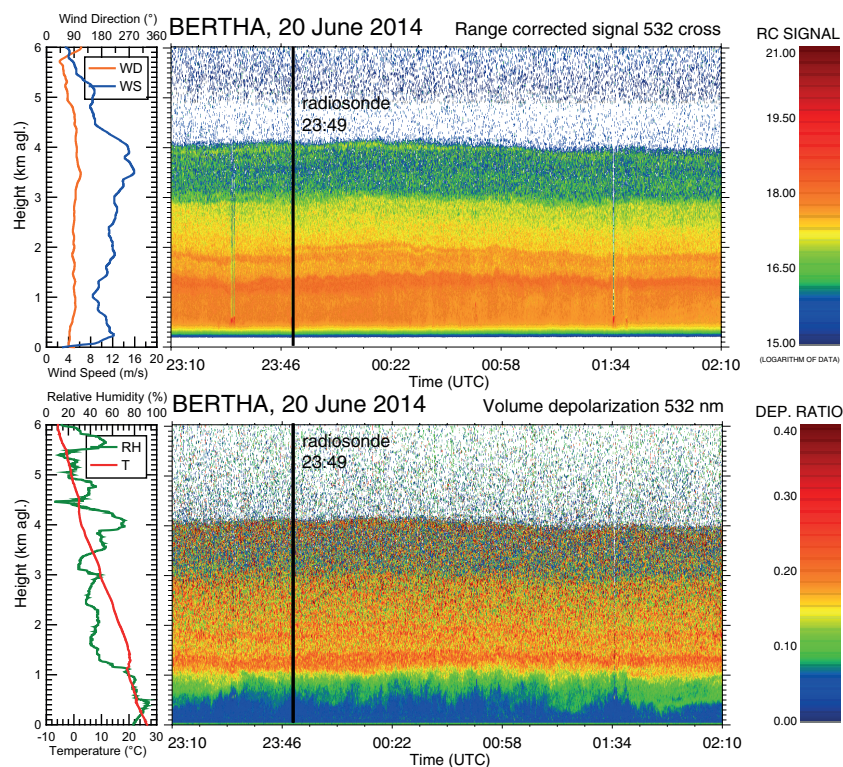 Wind Direction (°)
0 90 180 270 360
BERTHA, 20 June 2014
Range corrected signal 532 cross
RC SIGNAL
WD
WS
radiosonde
23:49
Height (km agl.)
6
5
4
3
2
1
0
21.00
19.50
18.00
16.50
15.00
(LOGARITHM OF DATA)
0 4 8 12 16 20
Wind Speed (m/s)
23:10 23:46 00:22 00:58 01:34 02:10
Time (UTC)
Relative Humidity (%)
0 20 40 60 80 100
BERTHA, 20 June 2014
Volume depolarization 532 nm
DEP. RATIO
RH
T
radiosonde
23:49
Height (km agl.)
6
5
4
3
2
1
0
0.40
0.30
0.20
0.10
0.00
-10 0 10 20 30
Temperature (°C)
23:10 23:46 00:22 00:58 01:34 02:10
Time (UTC)